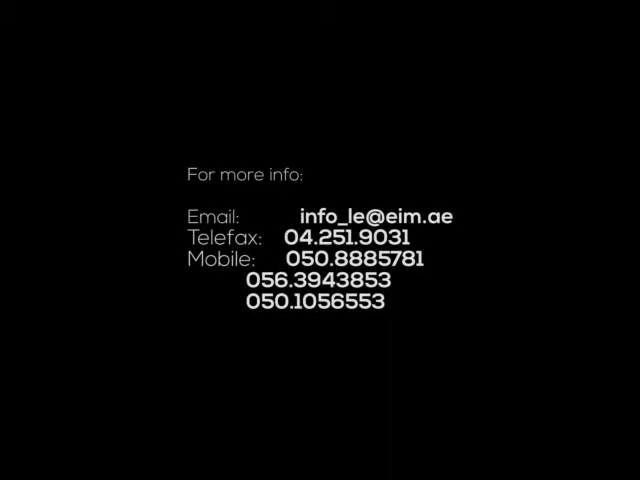 For more info:
Email: info_le@eim.ae
Telefax: 04.251.9031
Mobile: 050.8885781
056.3943853
050.1056553